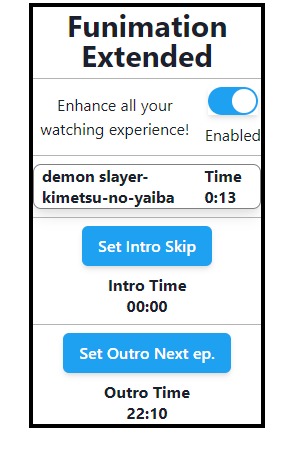 Funimation
Extended
Enhance all your
watching experience!
Enabled
demon slayer-
kimetsu-no-yaiba
Time
0:13
Set Intro Skip
Intro Time
00:00
Set Outro Next ep.
Outro Time
22:10